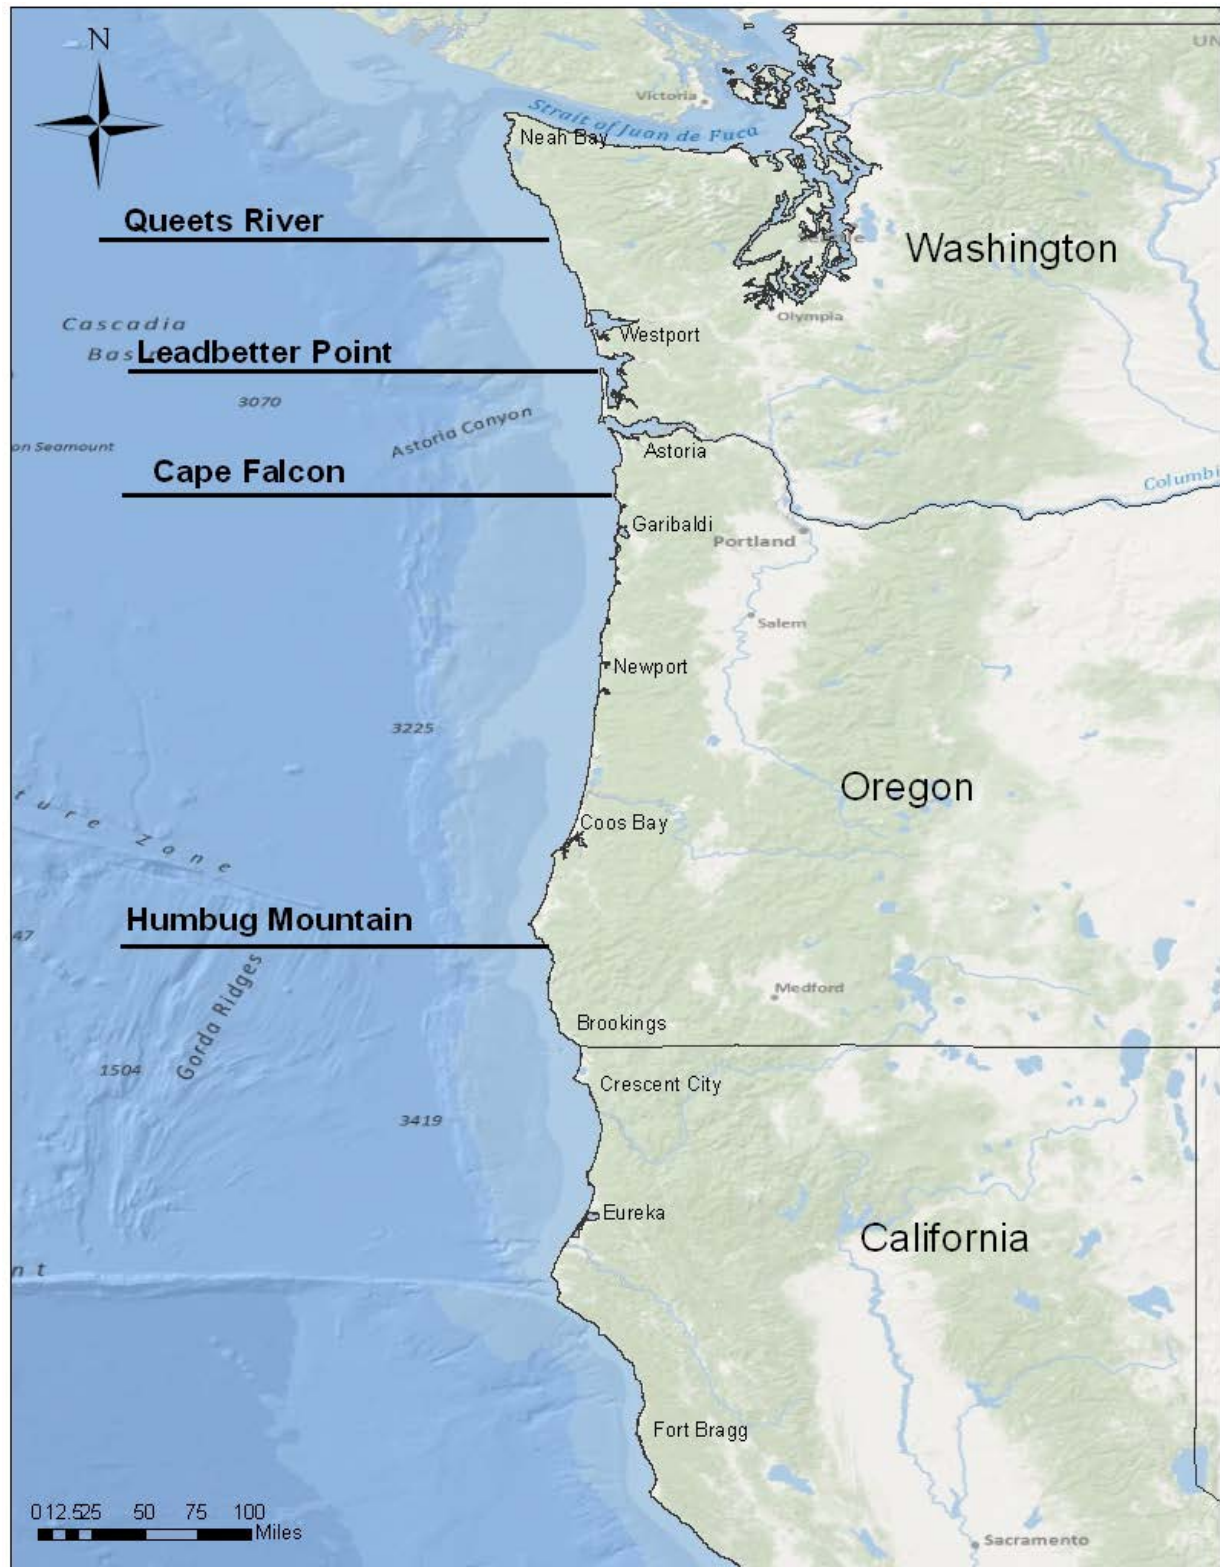 N
UN
Victoria
Strait of Juan de Fuca
Neah Bay
Queets River
Washington
Olympia
Cascadia
Westport
Leadbetter Point
3070
Astoria Canyon
on Seamount
Astoria
Cape Falcon
Columbi
Garibaldi
Portland
Salem
Newport
3225
Oregon
ture Zone
Coos Bay
Humbug Mountain
47
Gorda Ridges
Medford
Brookings
1504
Crescent City
3419
Eureka
California
nt
Fort Bragg
0 12.5 25 50 75 100
Miles
Sacramento